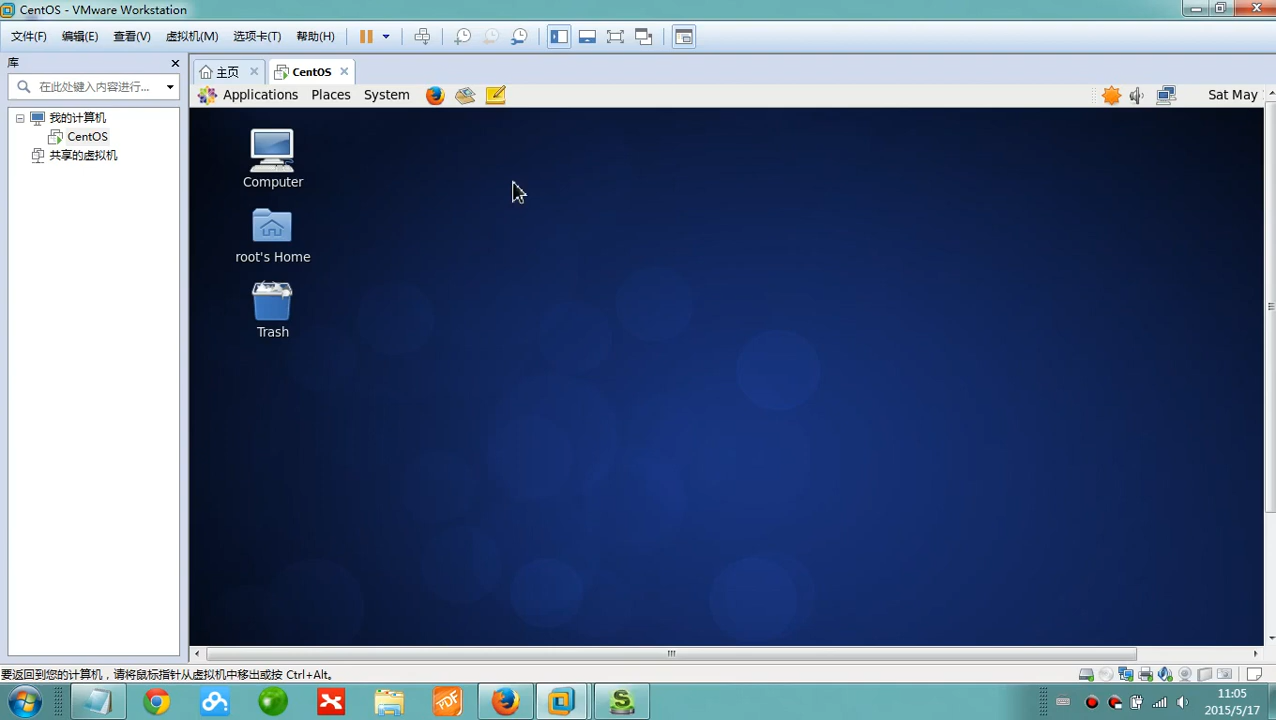 CentOS - VMware Workstation
文件(F) 编辑(E) 查看(V) 虚拟机(M) 选项卡(T) 帮助(H)
库
主页
CentOS
在此处键入内容进行...
Applications Places System
Sat May
我的计算机
CentOS
共享的虚拟机
Computer
root's Home
Trash
要返回到您的计算机，请将鼠标指针从虚拟机中移出或按 Ctrl+Alt。
PDF
S
11:05
2015/5/17